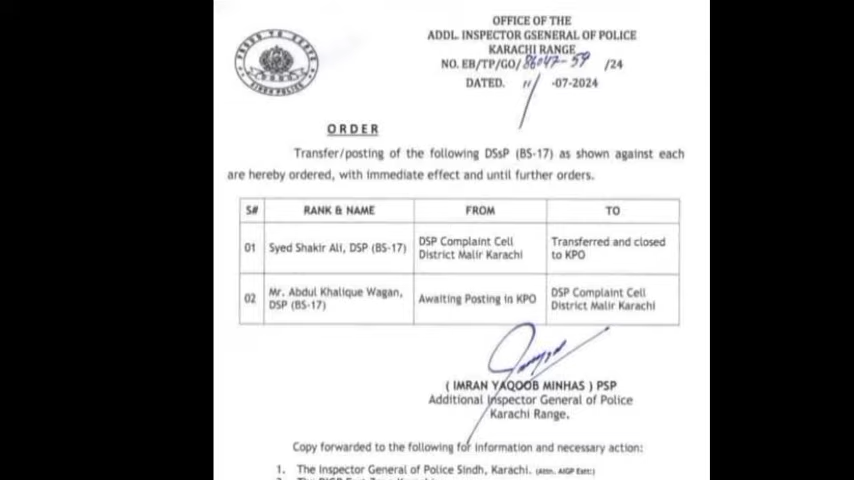 SINDH POLICE
OFFICE OF THE
ADDL. INSPECTOR GSENERAL OF POLICE
KARACHI RANGE
NO. EB/TP/GO/86047-59 /24
DATED. 11/ -07-2024
ORDER
Transfer/posting of the following DSsP (BS-17) as shown against each
are hereby ordered, with immediate effect and until further orders.
S# RANK & NAME FROM TO
01 Syed Shakir Ali, DSP (BS-17) DSP Complaint Cell District Malir Karachi Transferred and closed to KPO
02 Mr. Abdul Khalique Wagan, DSP (BS-17) Awaiting Posting in KPO DSP Complaint Cell District Malir Karachi
( IMRAN YAQOOB MINHAS ) PSP
Additional Inspector General of Police
Karachi Range.
Copy forwarded to the following for information and necessary action:
1. The Inspector General of Police Sindh, Karachi. (Attn. AIGP Estt:)